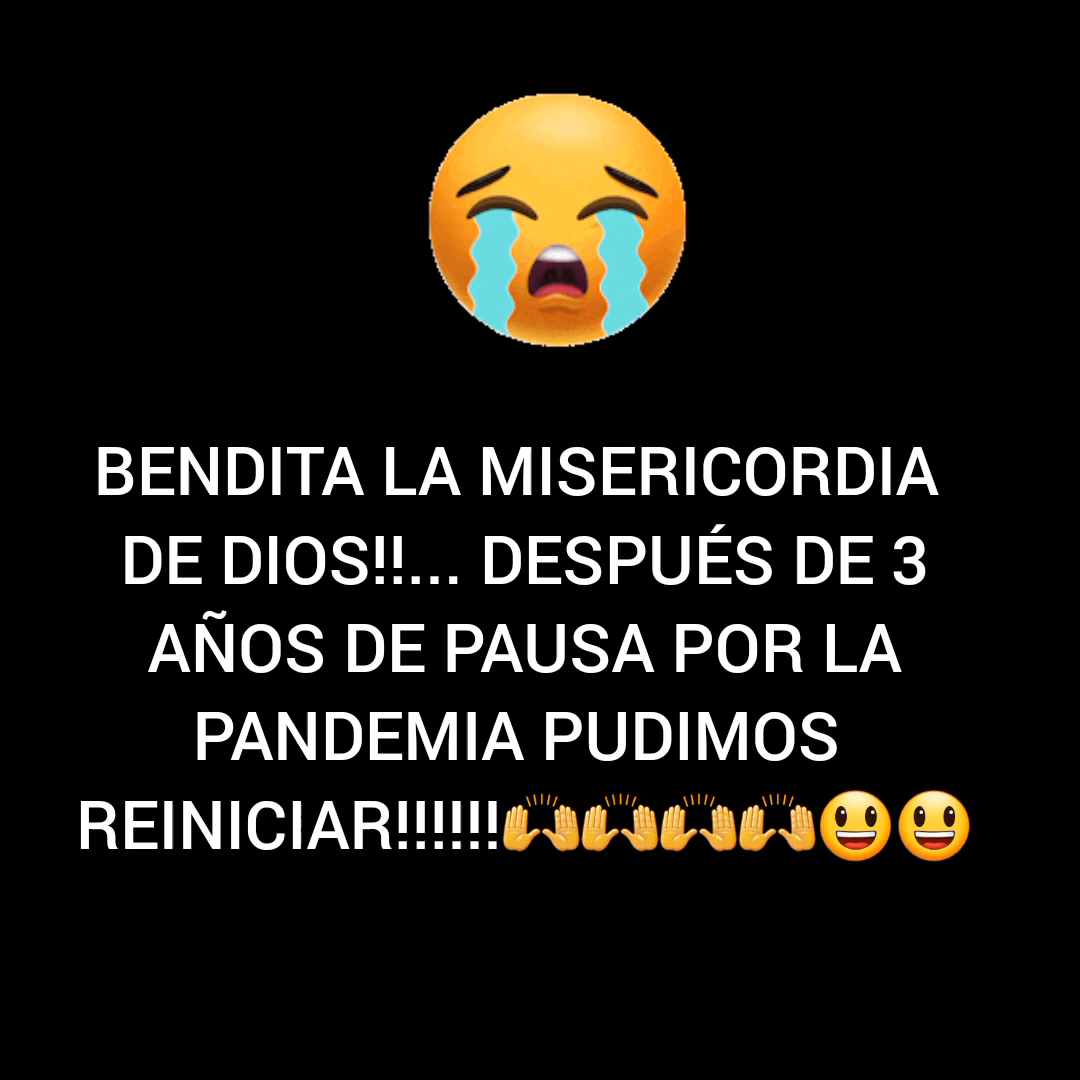 BENDITA LA MISERICORDIA
DE DIOS!!... DESPUÉS DE 3
AÑOS DE PAUSA POR LA
PANDEMIA PUDIMOS
REINICIAR!!!!!!🙌🙌🙌🙌😃😃